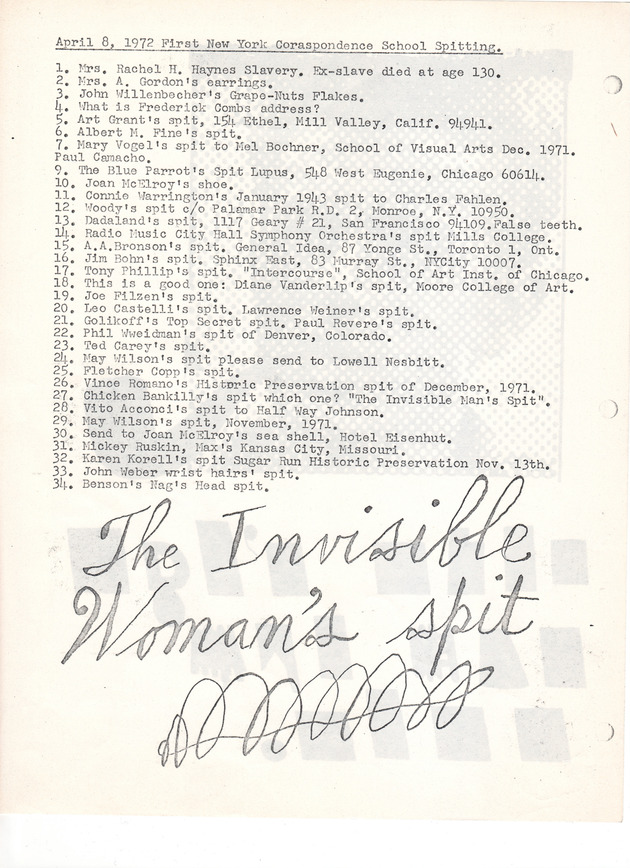 April 8, 1972 First New York Coraspondence School Spitting.
1. Mrs. Rachel H. Haynes Slavery. Ex-slave died at age 130.
2. Mrs. A. Gordon's earrings.
3. John Willenbecher's Grape-Nuts Flakes.
4. What is Frederick Combs address?
5. Art Grant's spit, 154 Ethel, Mill Valley, Calif. 94941.
6. Albert M. Fine's spit.
7. Mary Vogel's spit to Mel Bochner, School of Visual Arts Dec. 1971.
Paul Camacho.
9. The Blue Parrot's Spit Lupus, 548 West Eugenie, Chicago 60614.
10. Joan McElroy's shoe.
11. Connie Warrington's January 1943 spit to Charles Fahlen.
12. Woody's spit c/o Palamar Park R.D. 2, Monroe, N.Y. 10950.
13. Dadaland's spit, 1117 Geary # 21, San Francisco 94109.False teeth.
14. Radio Music City Hall Symphony Orchestra's spit Mills College.
15. A.A.Bronson's spit. General Idea, 87 Yonge St., Toronto 1, Ont.
16. Jim Bohn's spit. Sphinx East, 83 Murray St., NYCity 10007.
17. Tony Phillip's spit. "Intercourse", School of Art Inst. of Chicago.
18. This is a good one: Diane Vanderlip's spit, Moore College of Art.
19. Joe Filzen's spit.
20. Leo Castelli's spit. Lawrence Weiner's spit.
21. Golikoff's Top Secret spit. Paul Revere's spit.
22. Phil Wweidman's spit of Denver, Colorado.
23. Ted Carey's spit.
24. May Wilson's spit please send to Lowell Nesbitt.
25. Fletcher Copp's spit.
26. Vince Romano's Historic Preservation spit of December, 1971.
27. Chicken Bankilly's spit which one? "The Invisible Man's Spit".
28. Vito Acconci's spit to Half Way Johnson.
29. May Wilson's spit, November, 1971.
30. Send to Joan McElroy's sea shell, Hotel Eisenhut.
31. Mickey Ruskin, Max's Kansas City, Missouri.
32. Karen Korell's spit Sugar Run Historic Preservation Nov. 13th.
33. John Weber wrist hairs' spit.
34. Benson's Nag's Head spit.
The Invisible
Woman's spit